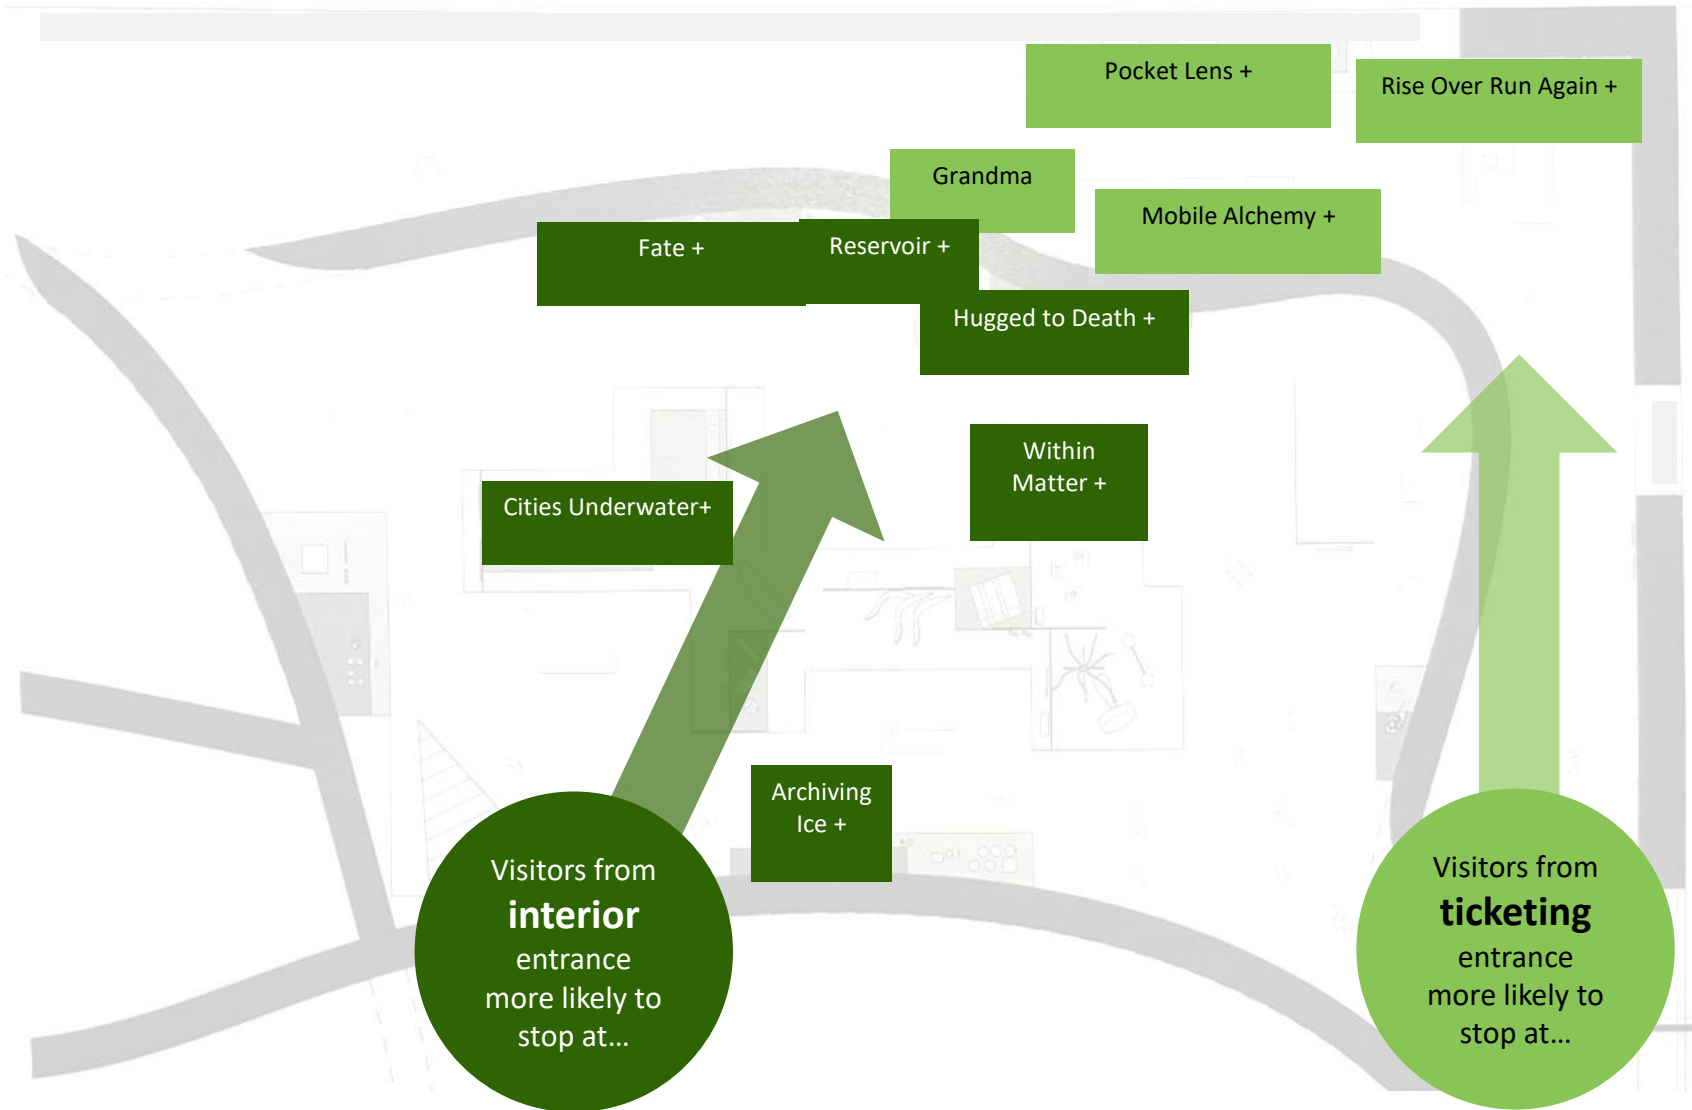 Pocket Lens +
Rise Over Run Again +
Grandma
Mobile Alchemy +
Fate +
Reservoir +
Hugged to Death +
Within
Matter +
Cities Underwater+
Archiving
Ice +
Visitors from
interior
entrance
more likely to
stop at...
Visitors from
ticketing
entrance
more likely to
stop at...